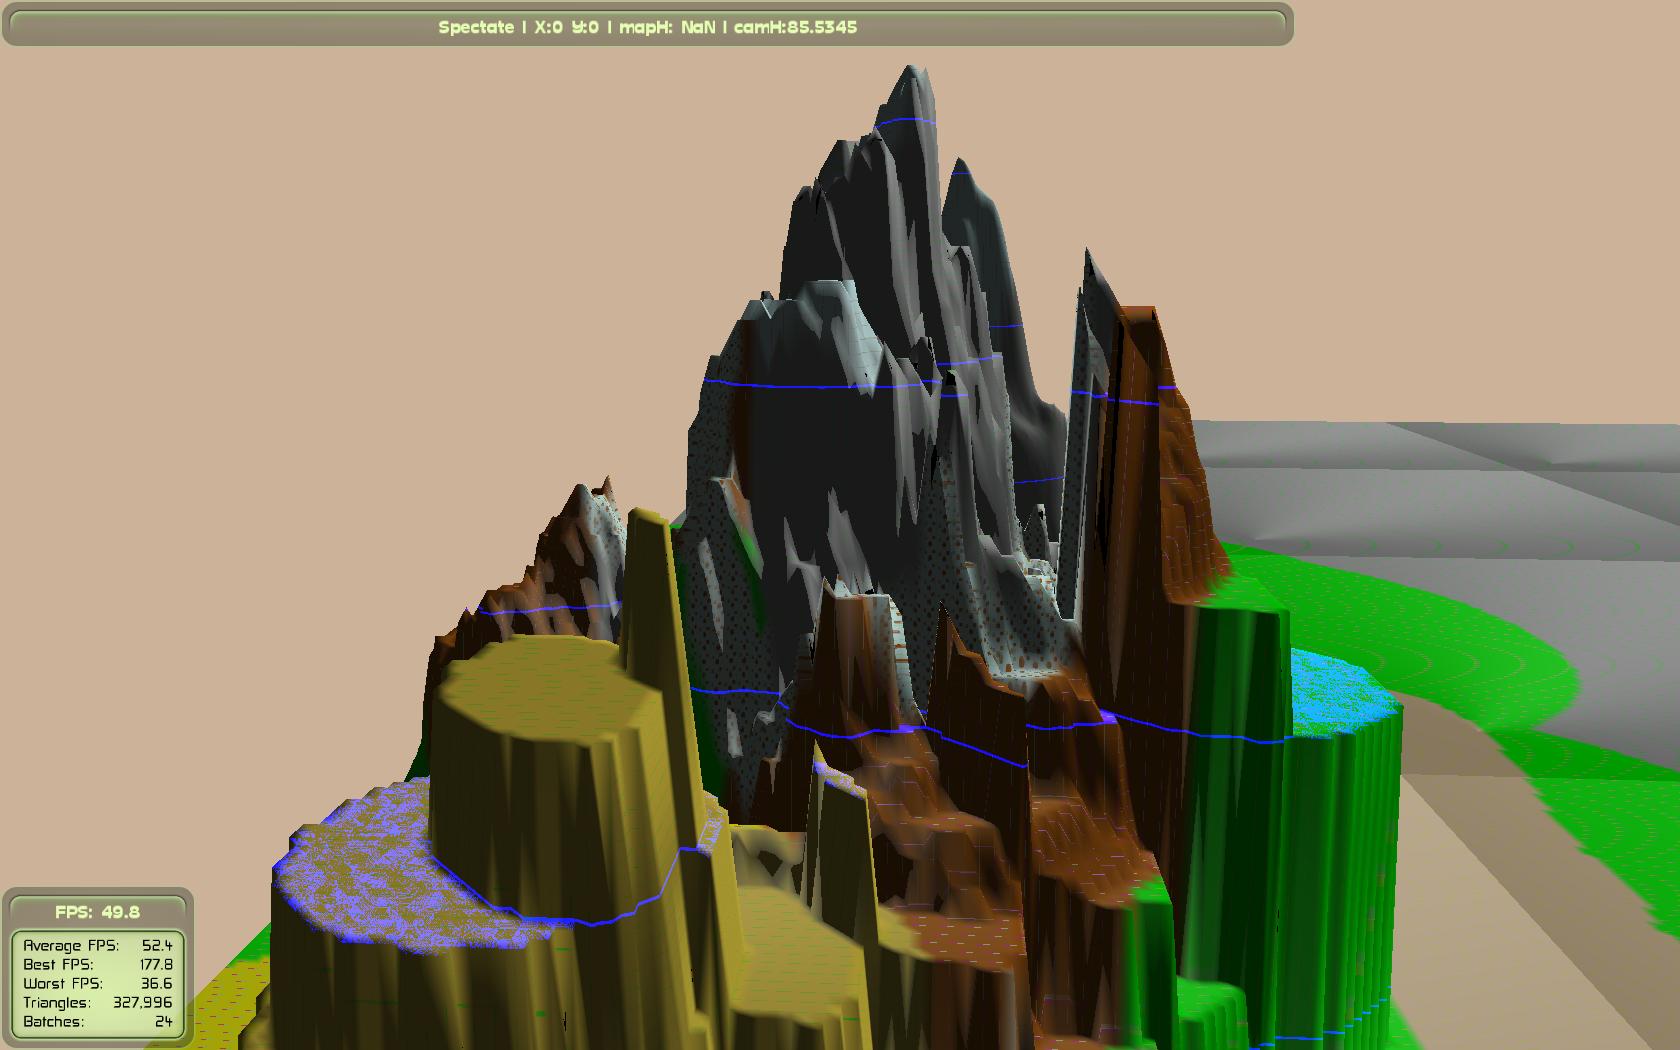 Spectate | X:0 Y:0 | mapH: NaN | camH:85.5345
FPS: 49.8
Average FPS: 52.4
Best FPS: 177.8
Worst FPS: 36.6
Triangles: 327,996
Batches: 24